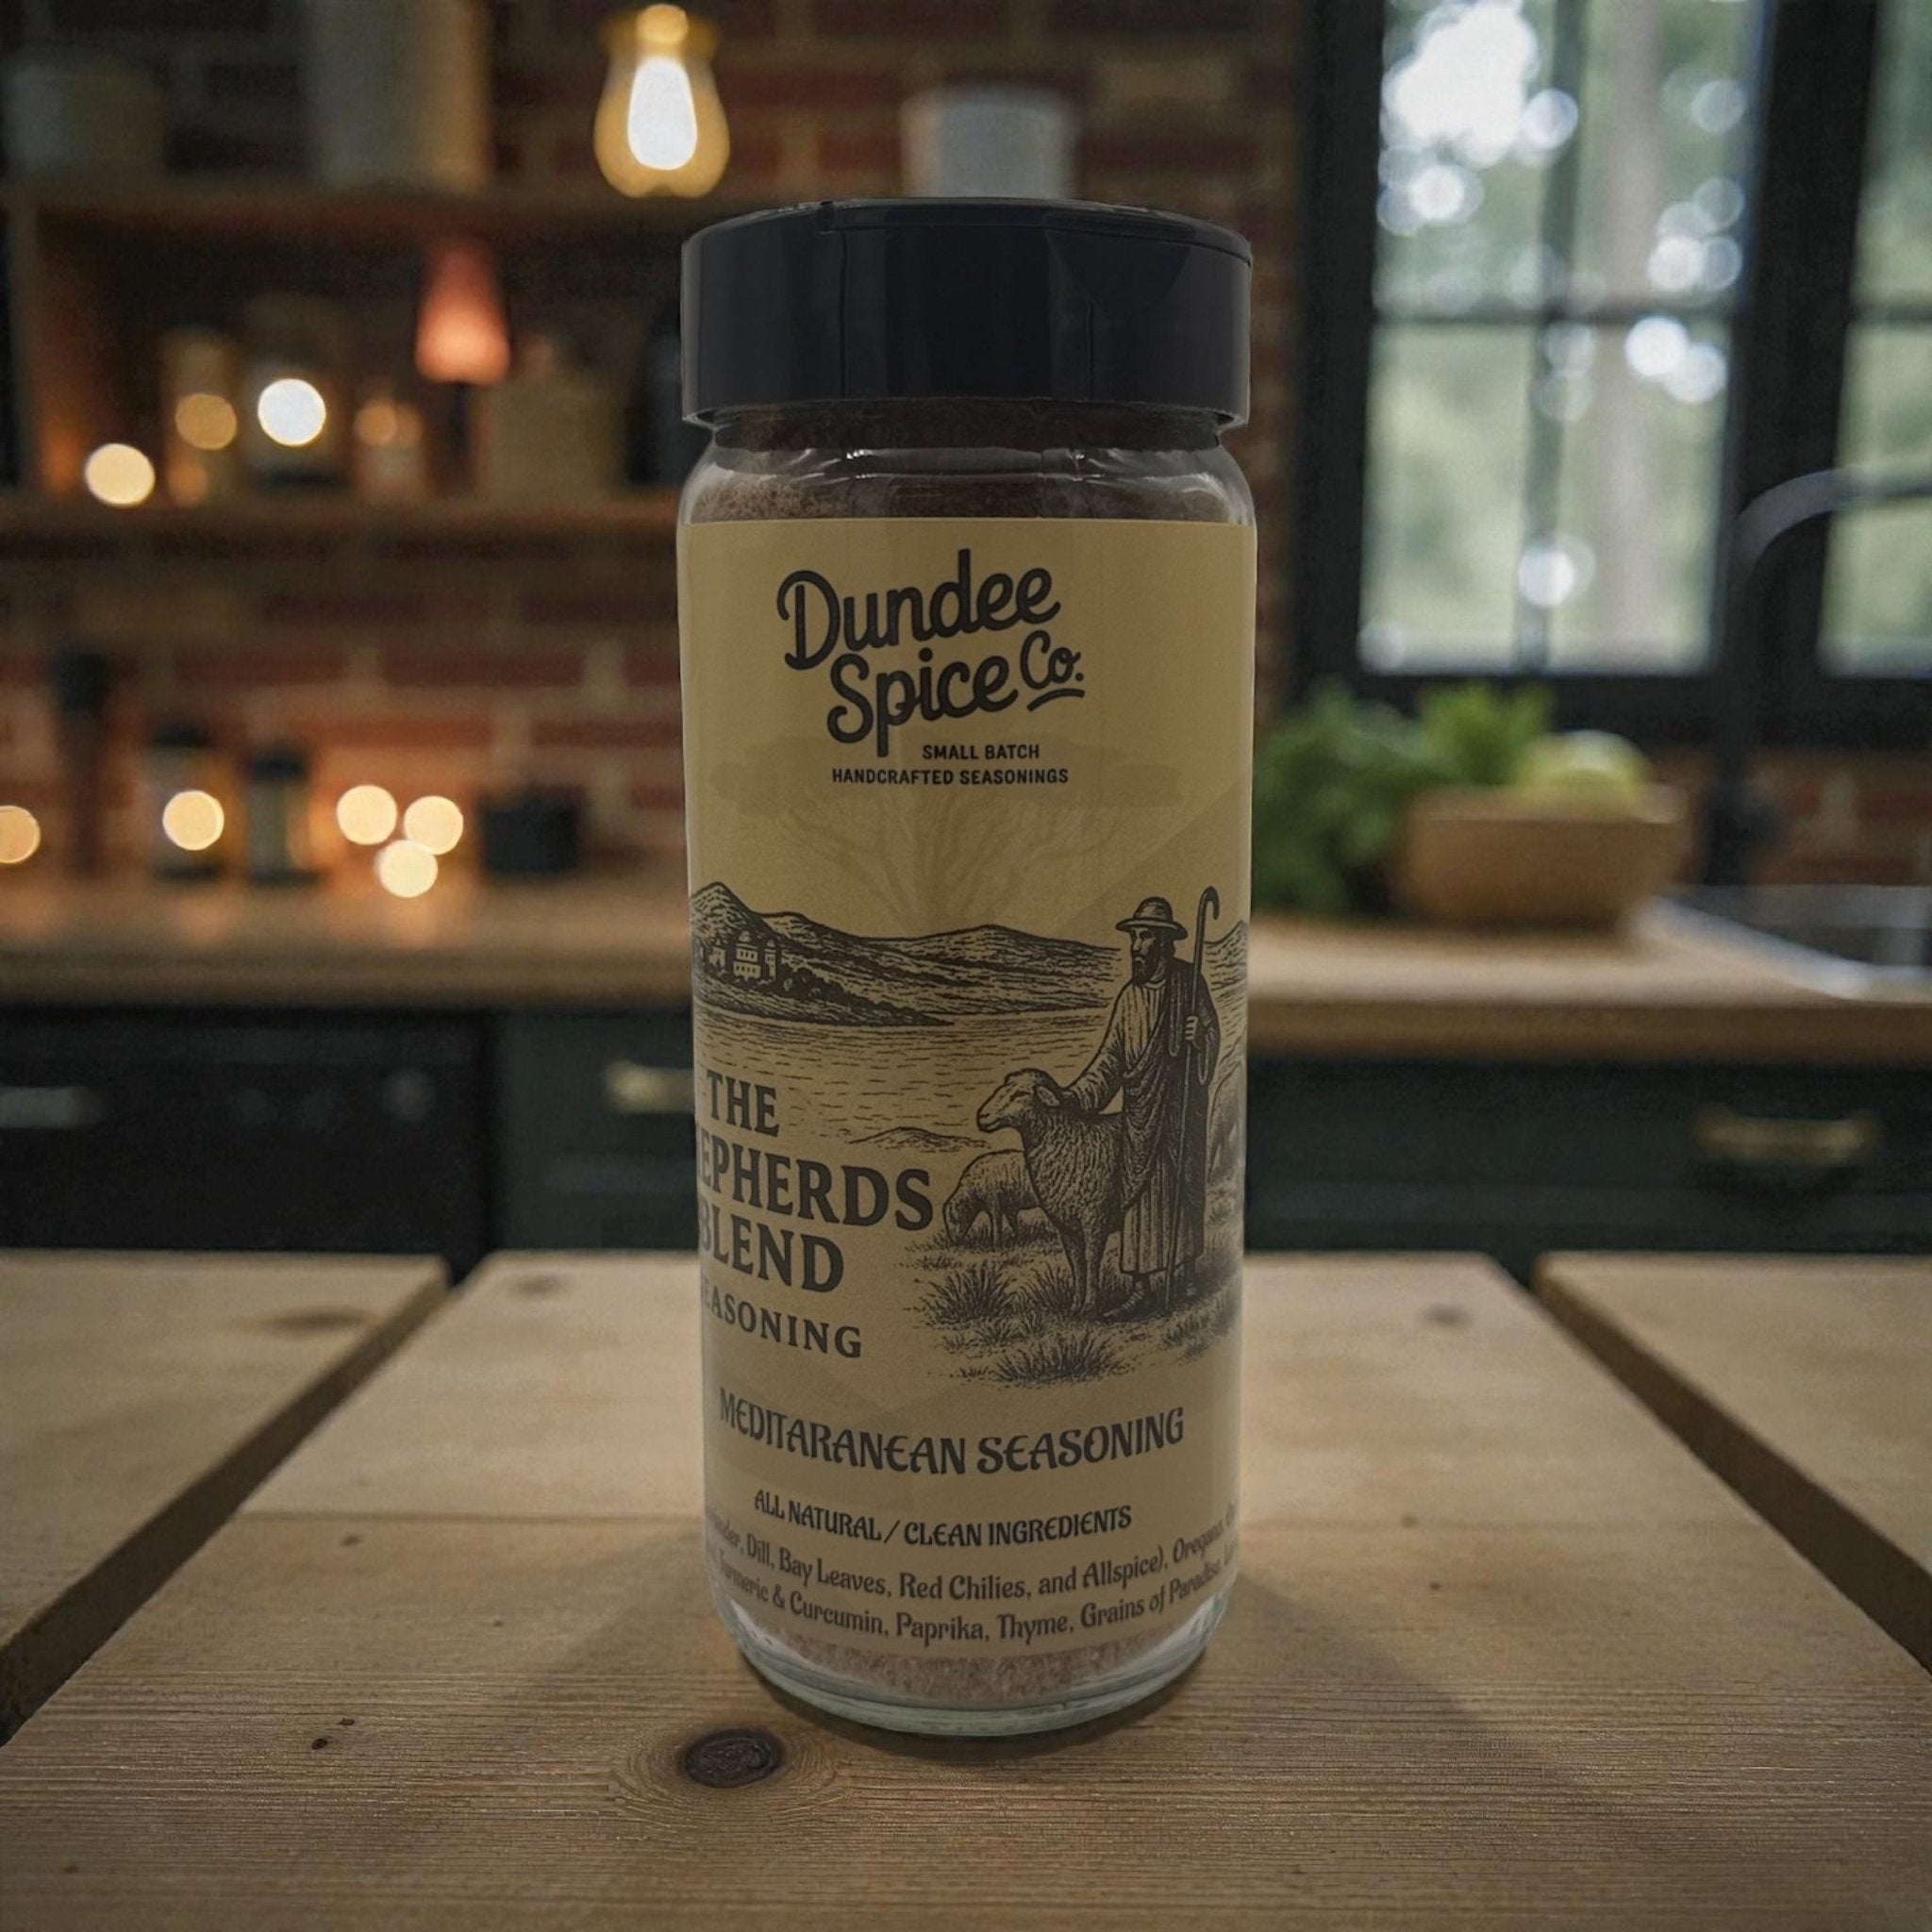 Dundee
Spice Co.
SMALL BATCH
HANDCRAFTED SEASONINGS
THE
EPHERDS
BLEND
EASONING
MEDITARANEAN SEASONING
ALL NATURAL / CLEAN INGREDIENTS
Dill, Bay Leaves, Red Chilies, and Allspice), Oregano,
Turmeric & Curcumin, Paprika, Thyme, Grains of Paradise,